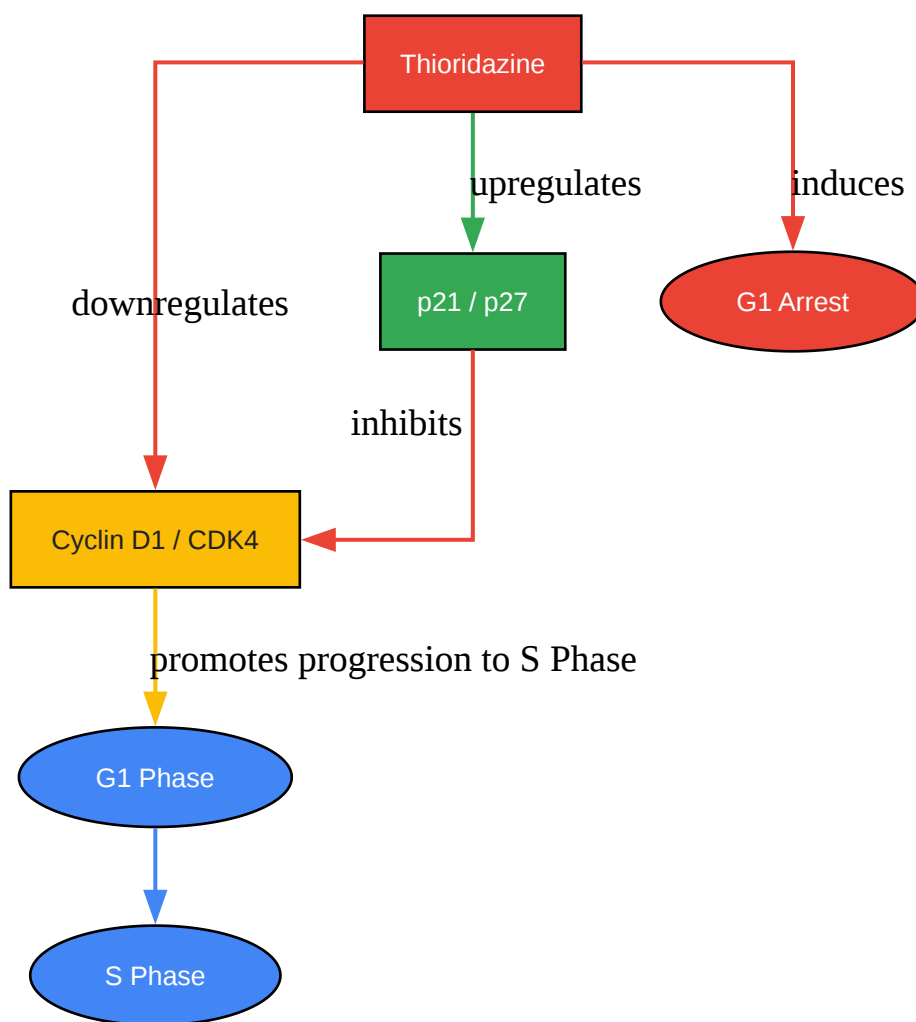 Thioridazine
upregulates
induces
downregulates
p21 / p27
G1 Arrest
inhibits
Cyclin D1 / CDK4
promotes progression to S Phase
G1 Phase
S Phase